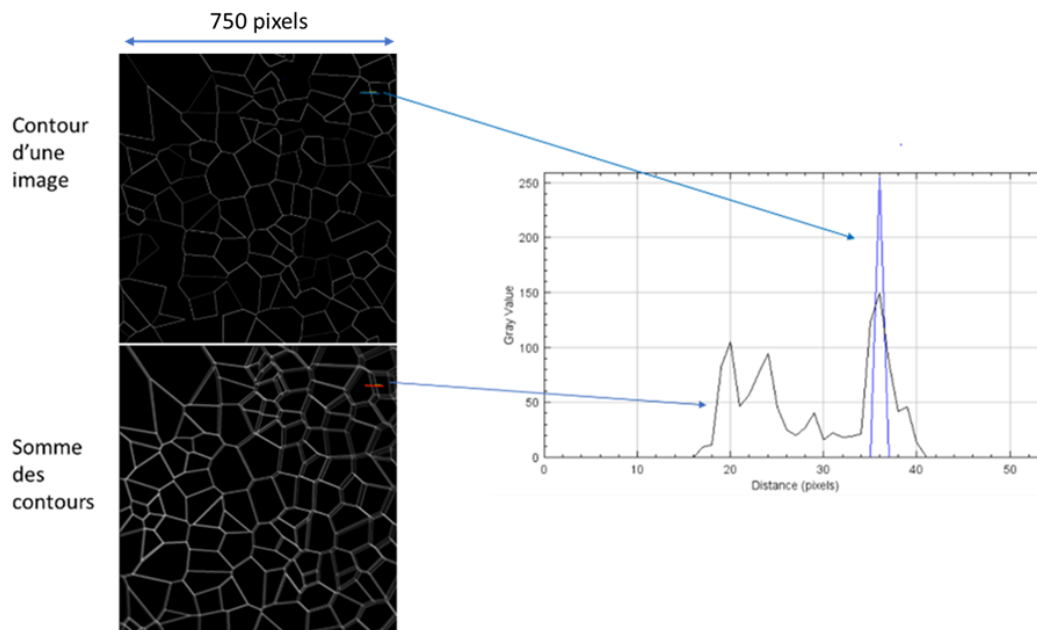 750 pixels
Contour
d'une
image
Somme
des
contours
250
200
150
100
50
0
Gray Value
0 10 20 30 40 50
Distance (pixels)